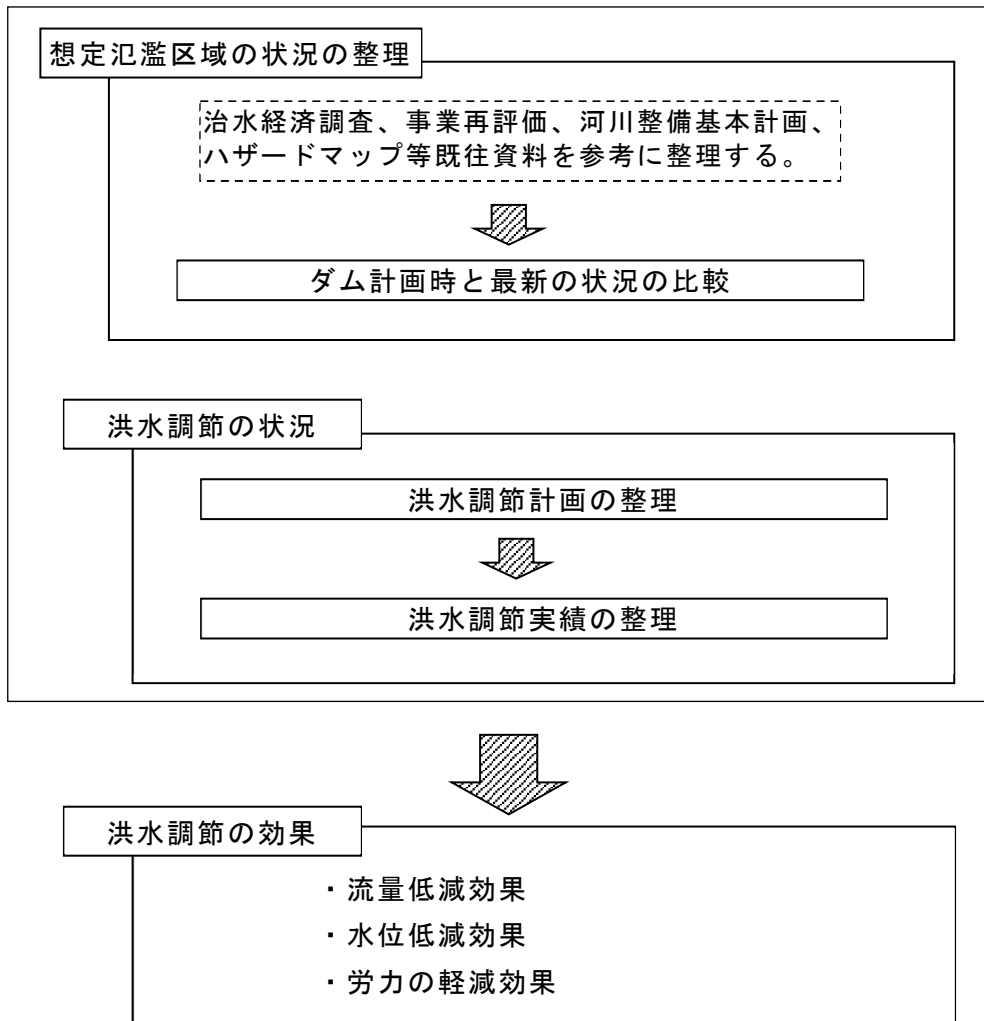 想定氾濫区域の状況の整理
治水経済調査、事業再評価、河川整備基本計画、
ハザードマップ等既往資料を参考に整理する。
ダム計画時と最新の状況の比較
洪水調節の状況
洪水調節計画の整理
洪水調節実績の整理
洪水調節の効果
・流量低減効果
・水位低減効果
・労力の軽減効果